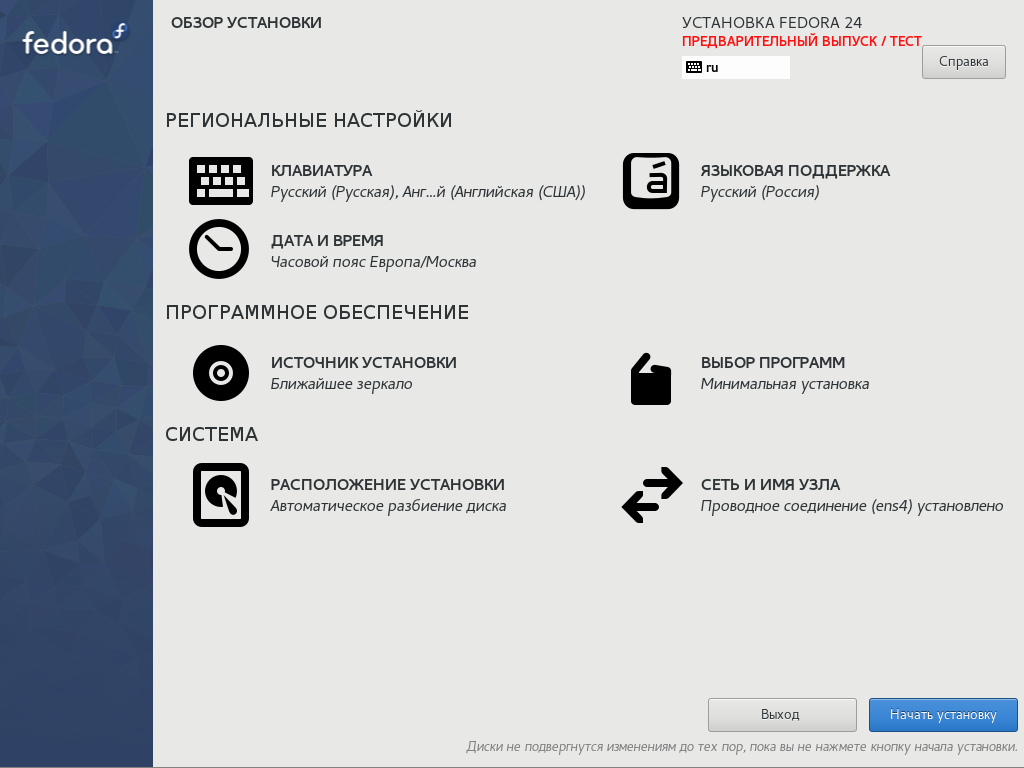 fedora
ОБЗОР УСТАНОВКИ
УСТАНОВКА FEDORA 24
ПРЕДВАРИТЕЛЬНЫЙ ВЫПУСК / ТЕСТ
ru
Справка
РЕГИОНАЛЬНЫЕ НАСТРОЙКИ
КЛАВИАТУРА
Русский (Русская), Анг...й (Английская (США))
ЯЗЫКОВАЯ ПОДДЕРЖКА
Русский (Россия)
ДАТА И ВРЕМЯ
Часовой пояс Европа/Москва
ПРОГРАММНОЕ ОБЕСПЕЧЕНИЕ
ИСТОЧНИК УСТАНОВКИ
Ближайшее зеркало
ВЫБОР ПРОГРАММ
Минимальная установка
СИСТЕМА
РАСПОЛОЖЕНИЕ УСТАНОВКИ
Автоматическое разбиение диска
СЕТЬ И ИМЯ УЗЛА
Проводное соединение (ens4) установлено
Выход
Начать установку
Диски не подвергнутся изменениям до тех пор, пока вы не нажмете кнопку начала установки.